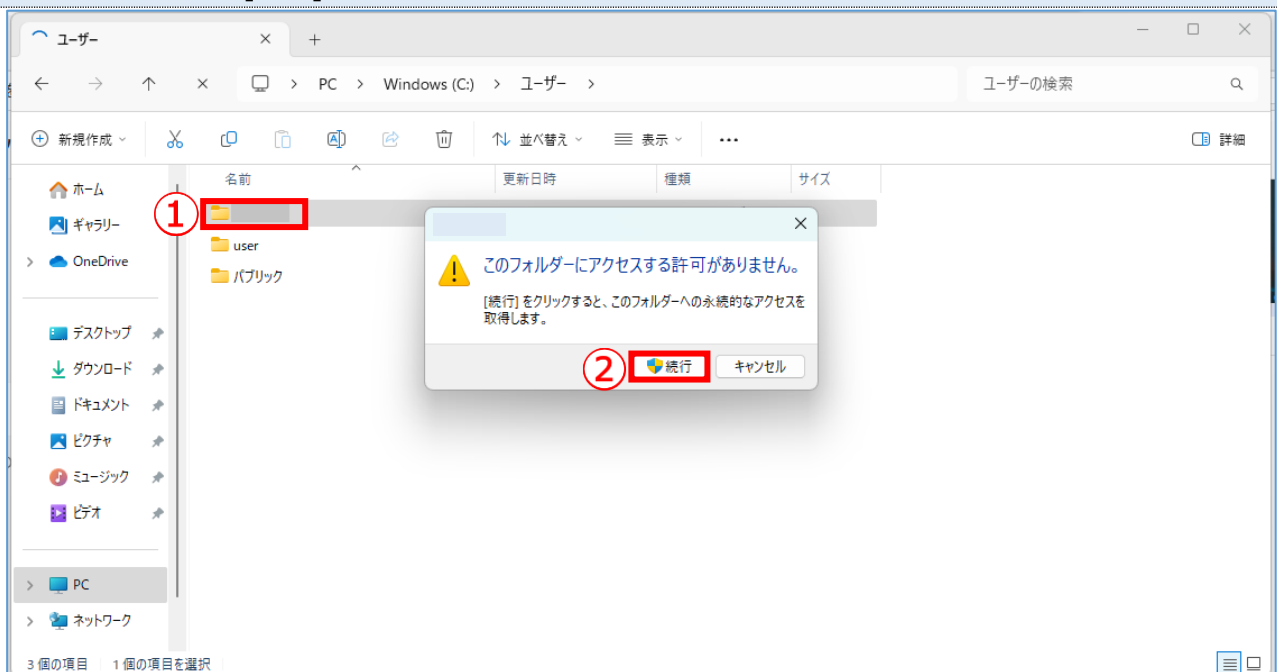 ユーザー
PC > Windows (C:) > ユーザー >
ユーザーの検索
新規作成
並べ替え
表示
詳細
名前
更新日時
種類
サイズ
ホーム
ギャラリー
OneDrive
デスクトップ
ダウンロード
ドキュメント
ピクチャ
ミュージック
ビデオ
PC
ネットワーク
①
user
パブリック
このフォルダーにアクセスする許可がありません。
[続行] をクリックすると、このフォルダーへの永続的なアクセスを
取得します。
②
続行
キャンセル
3 個の項目
1 個の項目を選択